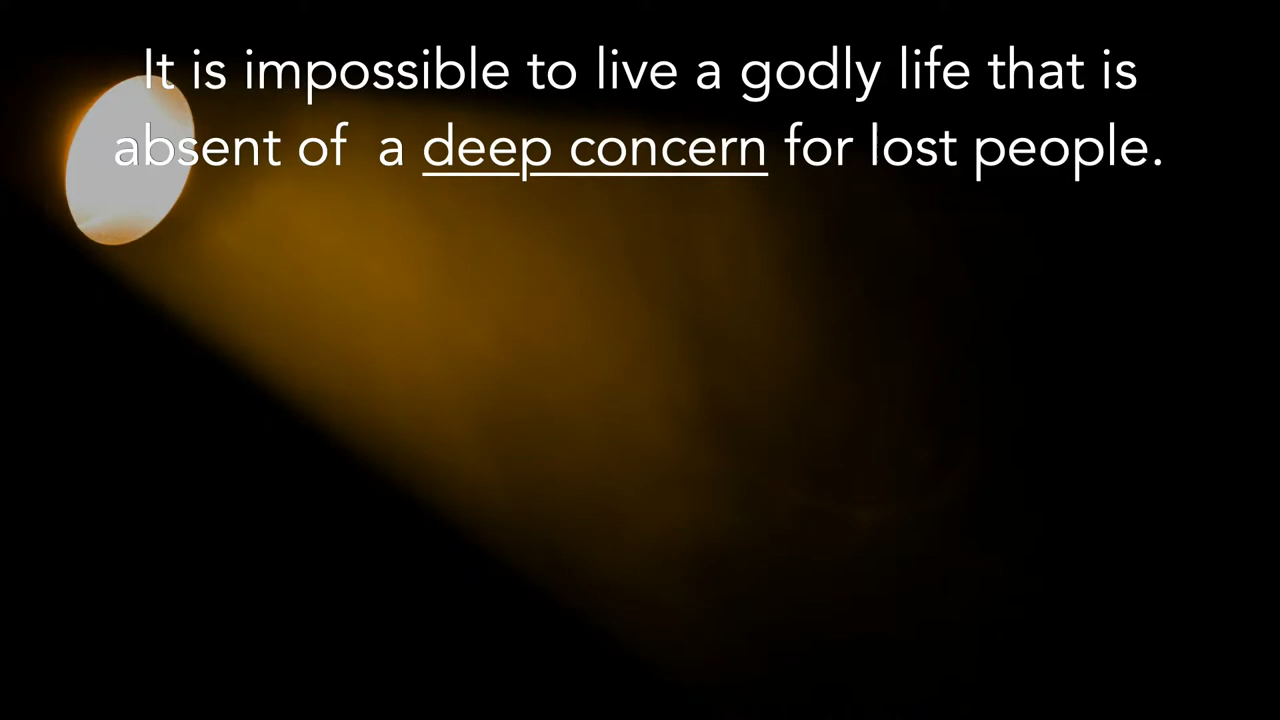 It is impossible to live a godly life that is
absent of  a deep concern for lost people.